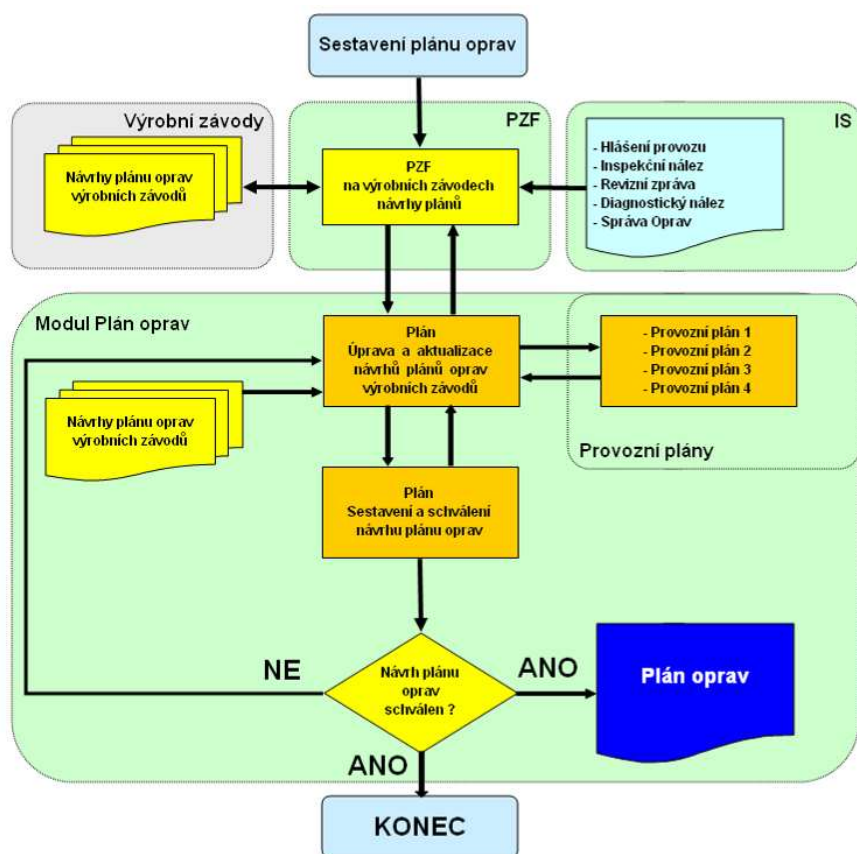 Sestavení plánu oprav
Výrobní závody
PZF
IS
Návrhy plánu oprav
výrobních závodů
PZF
na výrobních závodech
návrhy plánů
- Hlášení provozu
- Inspekční nález
- Revizní zpráva
- Diagnostický nález
- Správa Oprav
Modul Plán oprav
Plán
Úprava a aktualizace
návrhů plánů oprav
výrobních závodů
- Provozní plán 1
- Provozní plán 2
- Provozní plán 3
- Provozní plán 4
Návrhy plánu oprav
výrobních závodů
Provozní plány
Plán
Sestavení a schválení
návrhu plánu oprav
NE
Návrh plánu
oprav
schválen ?
ANO
Plán oprav
ANO
KONEC